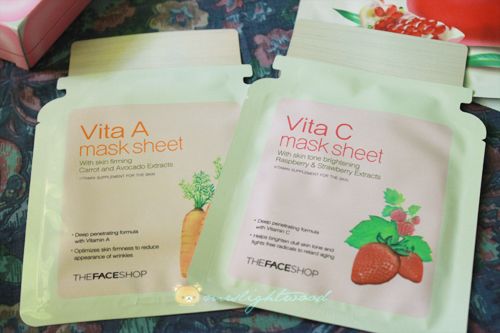 Vita A
mask sheet
With skin firming
Carrot and Avocado Extracts
VITAMIN SUPPLEMENT FOR THE SKIN
• Deep penetrating formula
with Vitamin A
• Optimizes skin firmness to reduce
appearance of wrinkles
THEFACESHOP
Vita C
mask sheet
With skin tone brightening
Raspberry & Strawberry Extracts
VITAMIN SUPPLEMENT FOR THE SKIN
• Deep penetrating formula
with Vitamin C
• Helps brighten dull skin tone and
fights free radicals to retard aging
THEFACESHOP
mrslightwood